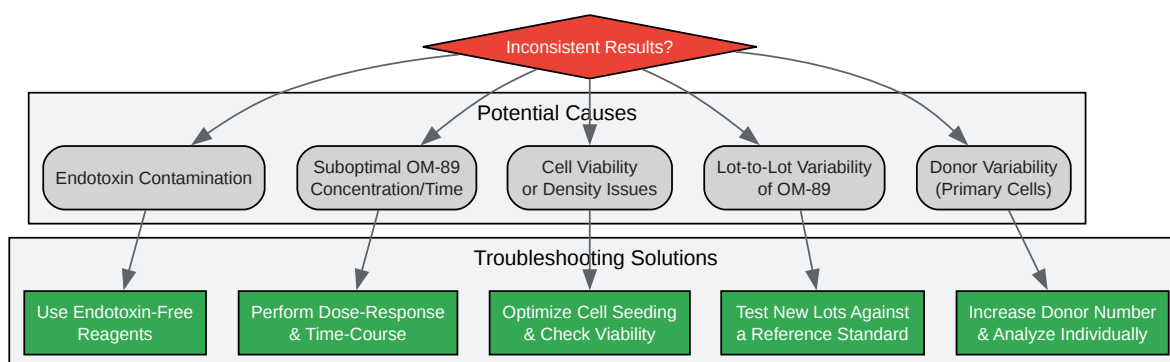 Inconsistent Results?
Potential Causes
Endotoxin Contamination
Suboptimal OM-89
Concentration/Time
Cell Viability
or Density Issues
Lot-to-Lot Variability
of OM-89
Donor Variability
(Primary Cells)
Troubleshooting Solutions
Use Endotoxin-Free
Reagents
Perform Dose-Response
& Time-Course
Optimize Cell Seeding
& Check Viability
Test New Lots Against
a Reference Standard
Increase Donor Number
& Analyze Individually